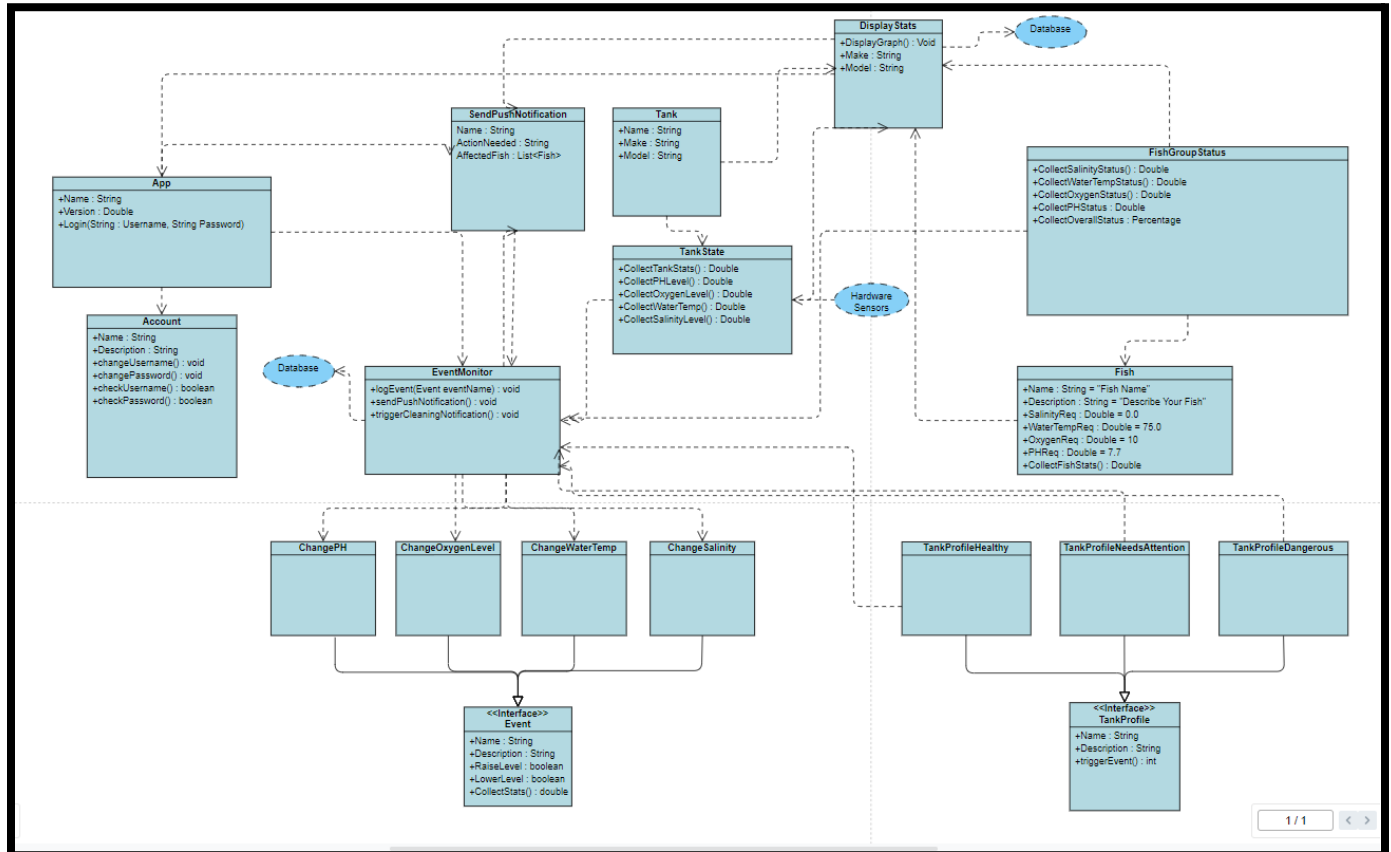 DisplayStats
+DisplayGraph() : Void
+Make : String
+Model : String
Database
SendPushNotification
Name : String
ActionNeeded : String
AffectedFish : List<Fish>
Tank
+Name : String
+Make : String
+Model : String
FishGroupStatus
+CollectSalinityStatus() : Double
+CollectWaterTempStatus() : Double
+CollectOxygenStatus() : Double
+CollectPHStatus : Double
+CollectOverallStatus : Percentage
App
+Name : String
+Version : Double
+Login(String : Username, String Password)
TankState
+CollectTankStats() : Double
+CollectPHLevel() : Double
+CollectOxygenLevel() : Double
+CollectWaterTemp() : Double
+CollectSalinityLevel() : Double
Hardware
Sensors
Account
+Name : String
+Description : String
+changeUsername() : void
+changePassword() : void
+checkUsername() : boolean
+checkPassword() : boolean
Database
EventMonitor
+logEvent(Event eventName) : void
+sendPushNotification() : void
+triggerCleaningNotification() : void
Fish
+Name : String = "Fish Name"
+Description : String = "Describe Your Fish"
+SalinityReq : Double = 0.0
+WaterTempReq : Double = 75.0
+OxygenReq : Double = 10
+PHReq : Double = 7.7
+CollectFishStats() : Double
ChangePH
ChangeOxygenLevel
ChangeWaterTemp
ChangeSalinity
TankProfileHealthy
TankProfileNeedsAttention
TankProfileDangerous
<<Interface>>
Event
+Name : String
+Description : String
+RaiseLevel : boolean
+LowerLevel : boolean
+CollectStats() : double
<<Interface>>
TankProfile
+Name : String
+Description : String
+triggerEvent() : int
1 / 1